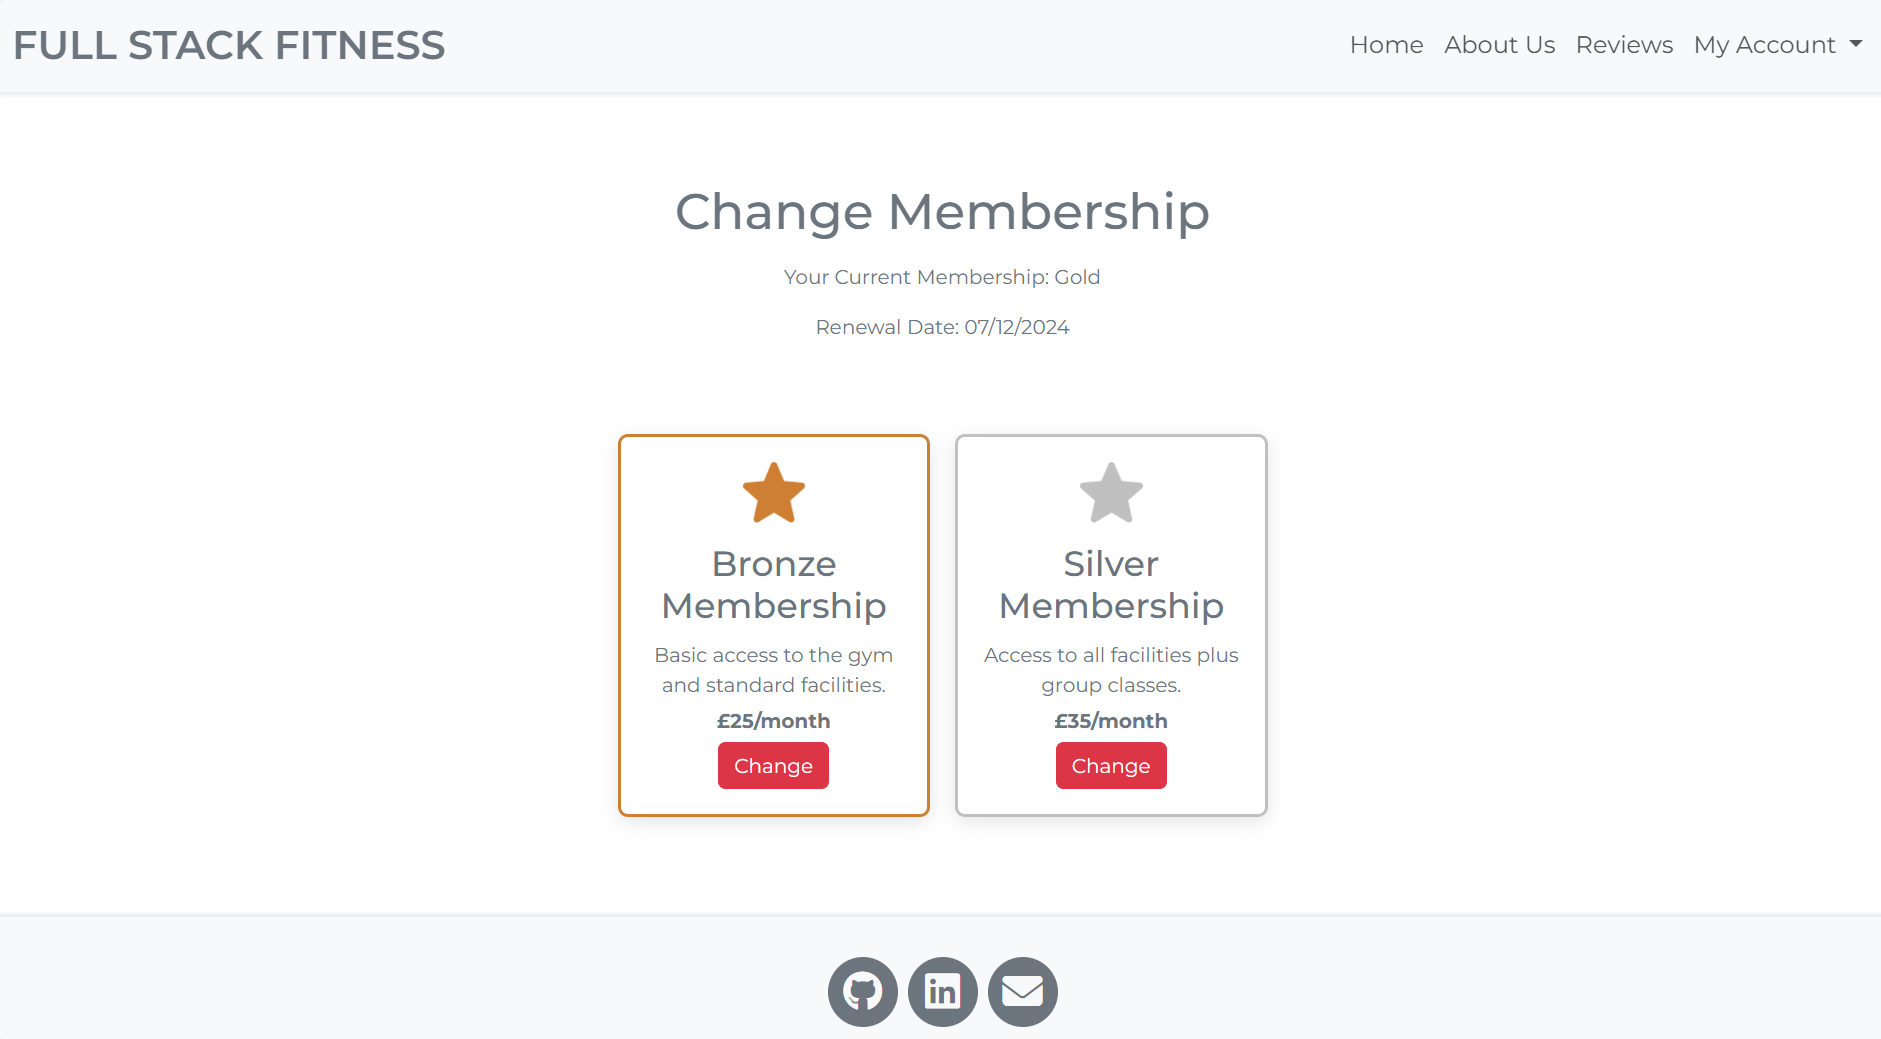 FULL STACK FITNESS
Home About Us Reviews My Account
Change Membership
Your Current Membership: Gold
Renewal Date: 07/12/2024
Bronze
Membership
Basic access to the gym
and standard facilities.
£25/month
Change
Silver
Membership
Access to all facilities plus
group classes.
£35/month
Change
in